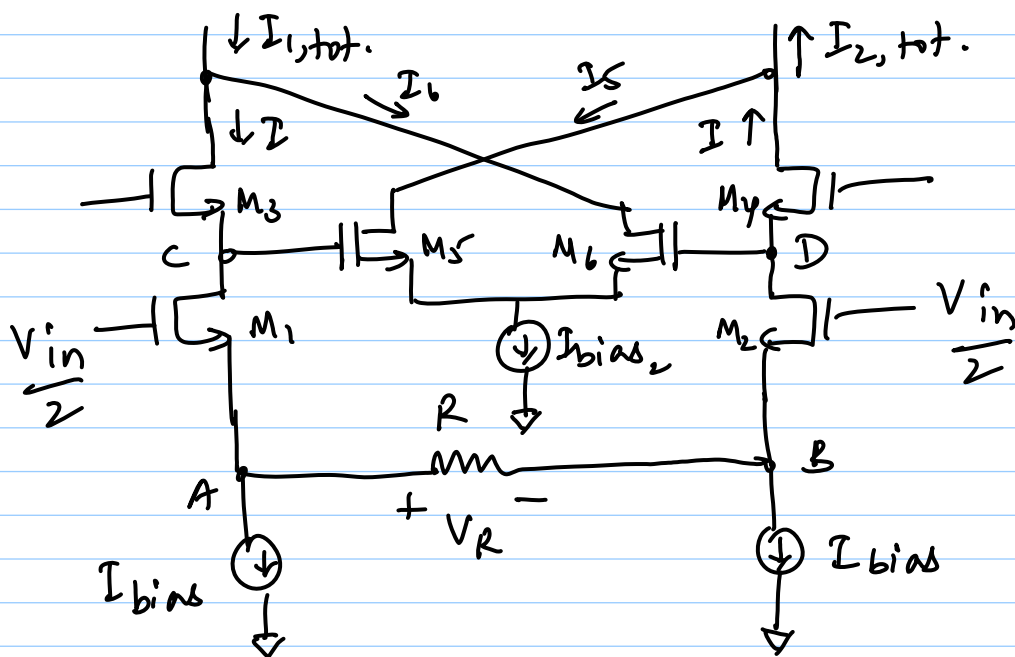 I1,tot.
I2,tot.
I6
I5
I
I
M3
M4
C
M5
M6
D
Vin/2
M1
Ibias2
M2
Vin/2
R
A
+ VR −
B
Ibias
Ibias